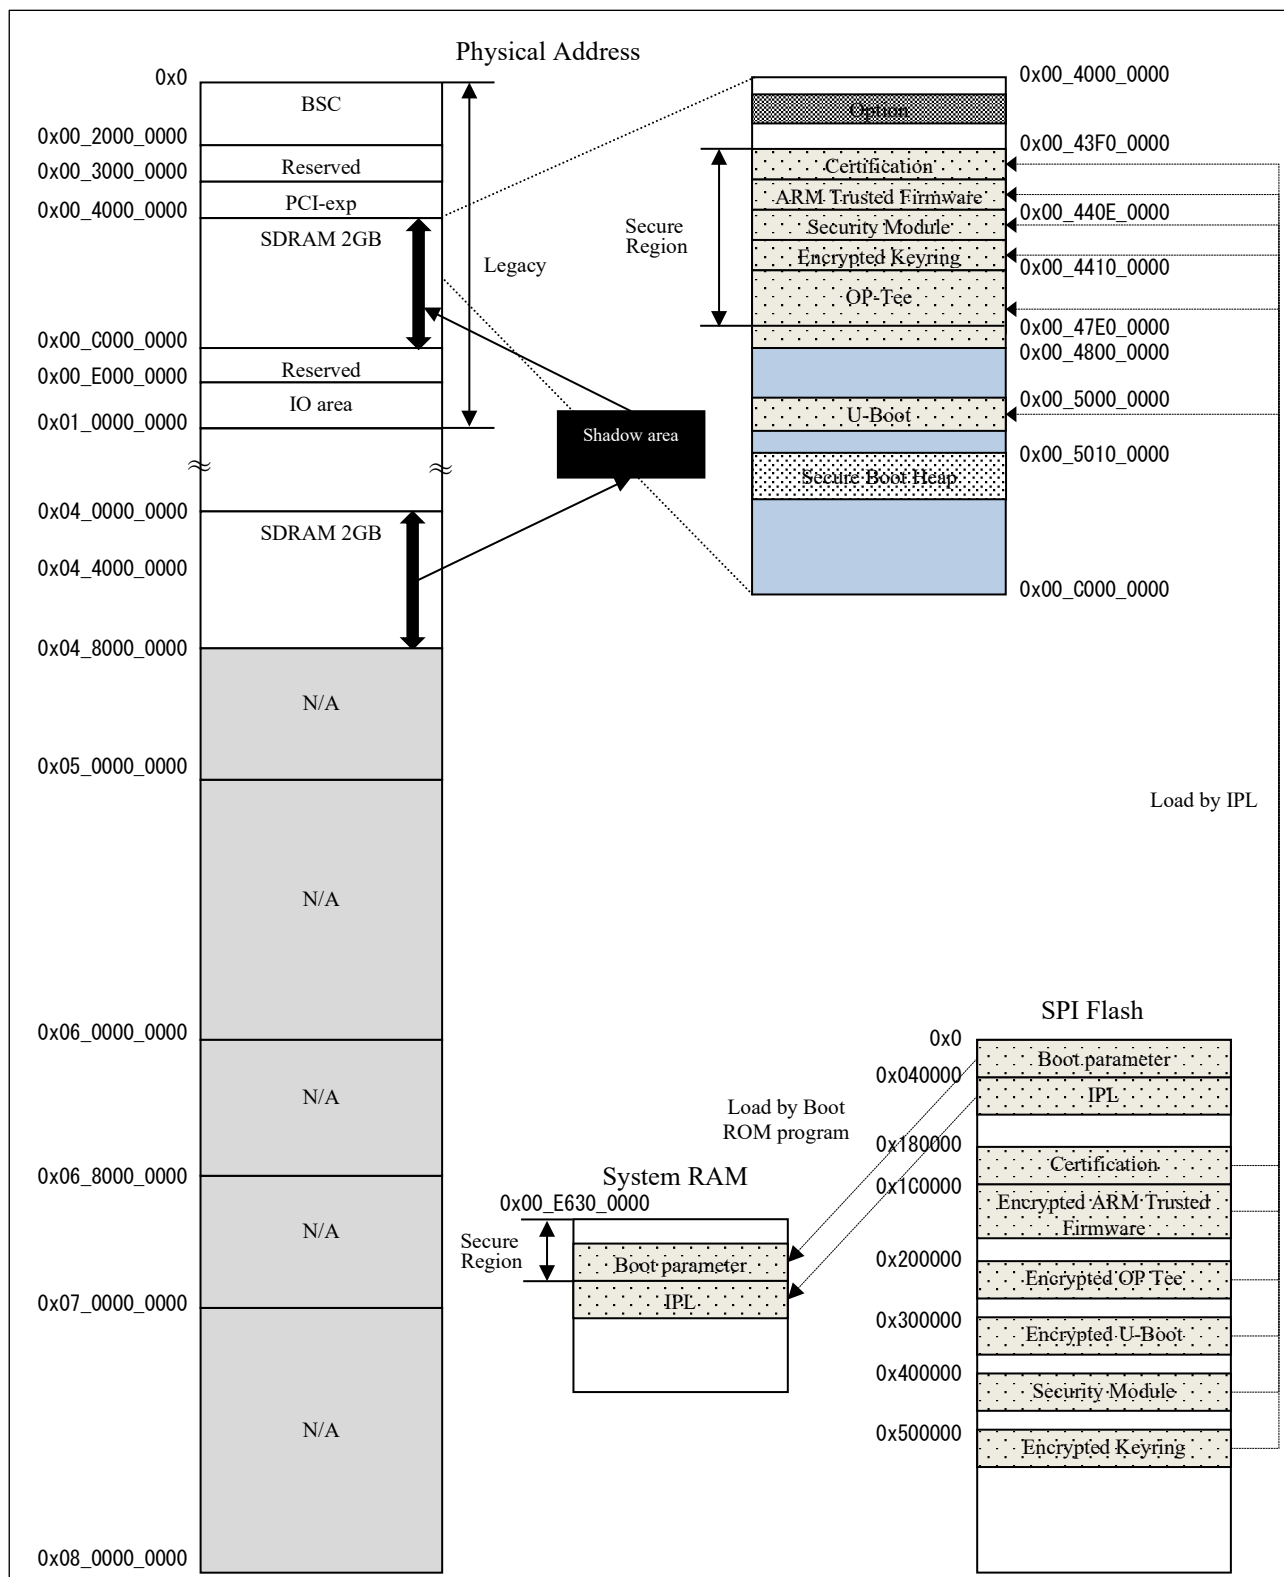 Physical Address
0x0
BSC
0x00_2000_0000
Reserved
0x00_3000_0000
PCI-exp
0x00_4000_0000
SDRAM 2GB
Legacy
0x00_C000_0000
Reserved
0x00_E000_0000
IO area
0x01_0000_0000
≈
≈
0x04_0000_0000
SDRAM 2GB
0x04_4000_0000
0x04_8000_0000
N/A
0x05_0000_0000
N/A
0x06_0000_0000
N/A
0x06_8000_0000
N/A
0x07_0000_0000
N/A
0x08_0000_0000
Shadow area
0x00_4000_0000
Option
0x00_43F0_0000
Certification
ARM Trusted Firmware
0x00_440E_0000
Secure
Region
Security Module
Encrypted Keyring
0x00_4410_0000
OP-Tee
0x00_47E0_0000
0x00_4800_0000
0x00_5000_0000
U-Boot
0x00_5010_0000
Secure Boot Heap
0x00_C000_0000
Load by IPL
SPI Flash
0x0
Boot parameter
0x040000
IPL
0x180000
Certification
0x1C0000
Encrypted ARM Trusted
Firmware
0x200000
Encrypted OP Tee
0x300000
Encrypted U-Boot
0x400000
Security Module
0x500000
Encrypted Keyring
Load by Boot
ROM program
System RAM
0x00_E630_0000
Secure
Region
Boot parameter
IPL